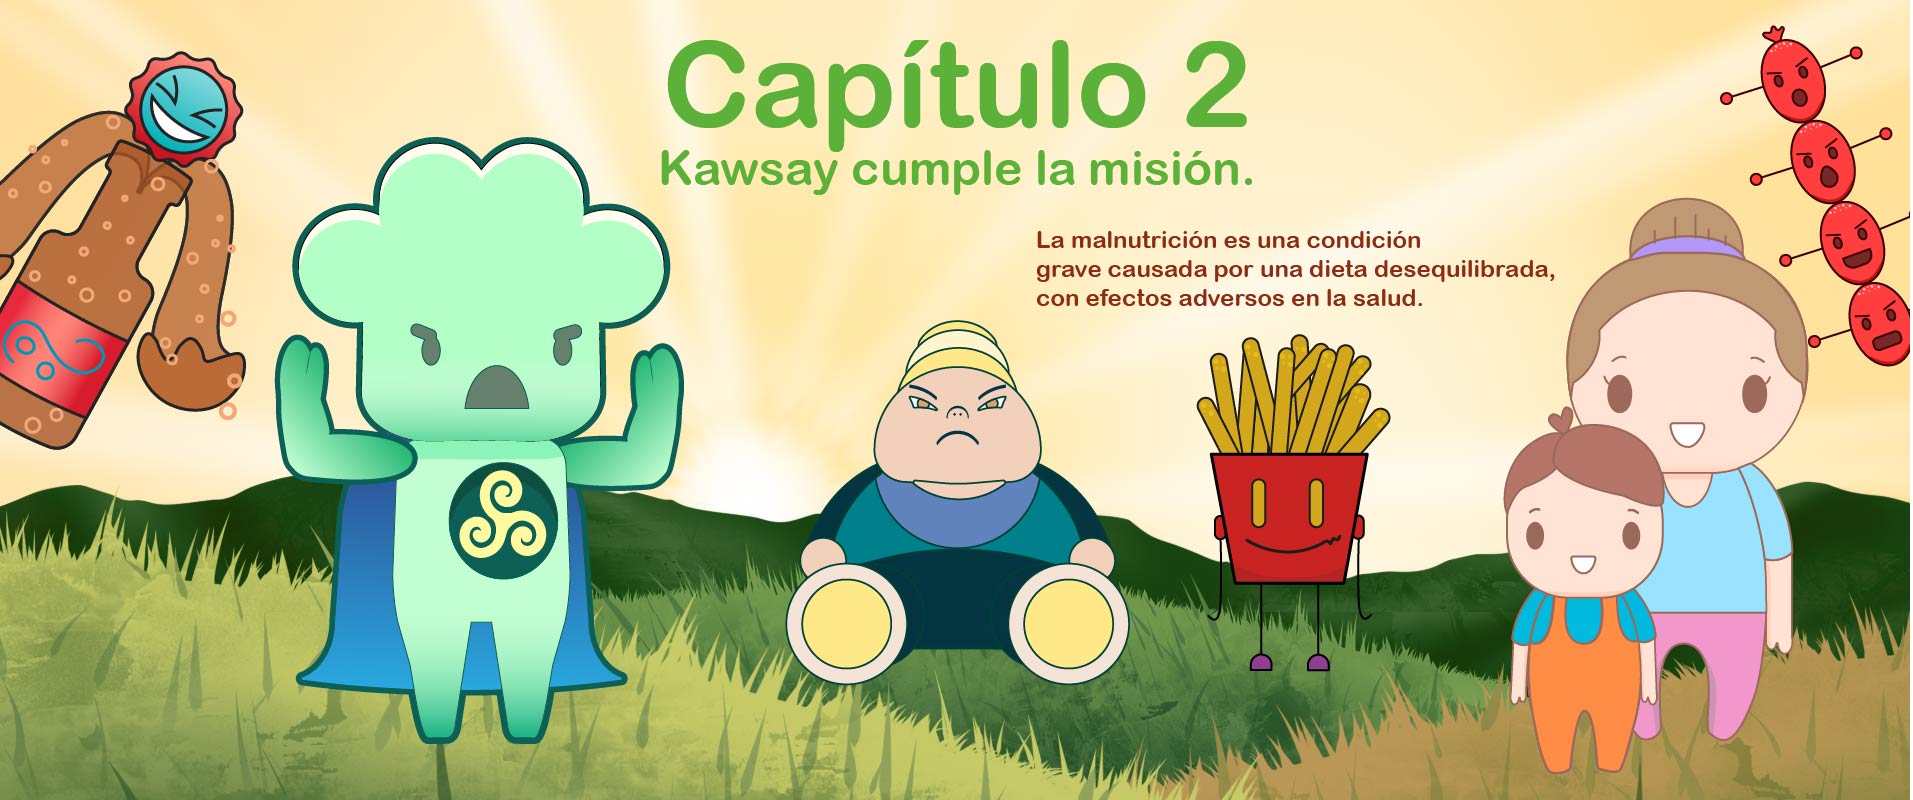 Capítulo 2
Kawsay cumple la misión.
La malnutrición es una condición
grave causada por una dieta desequilibrada,
con efectos adversos en la salud.